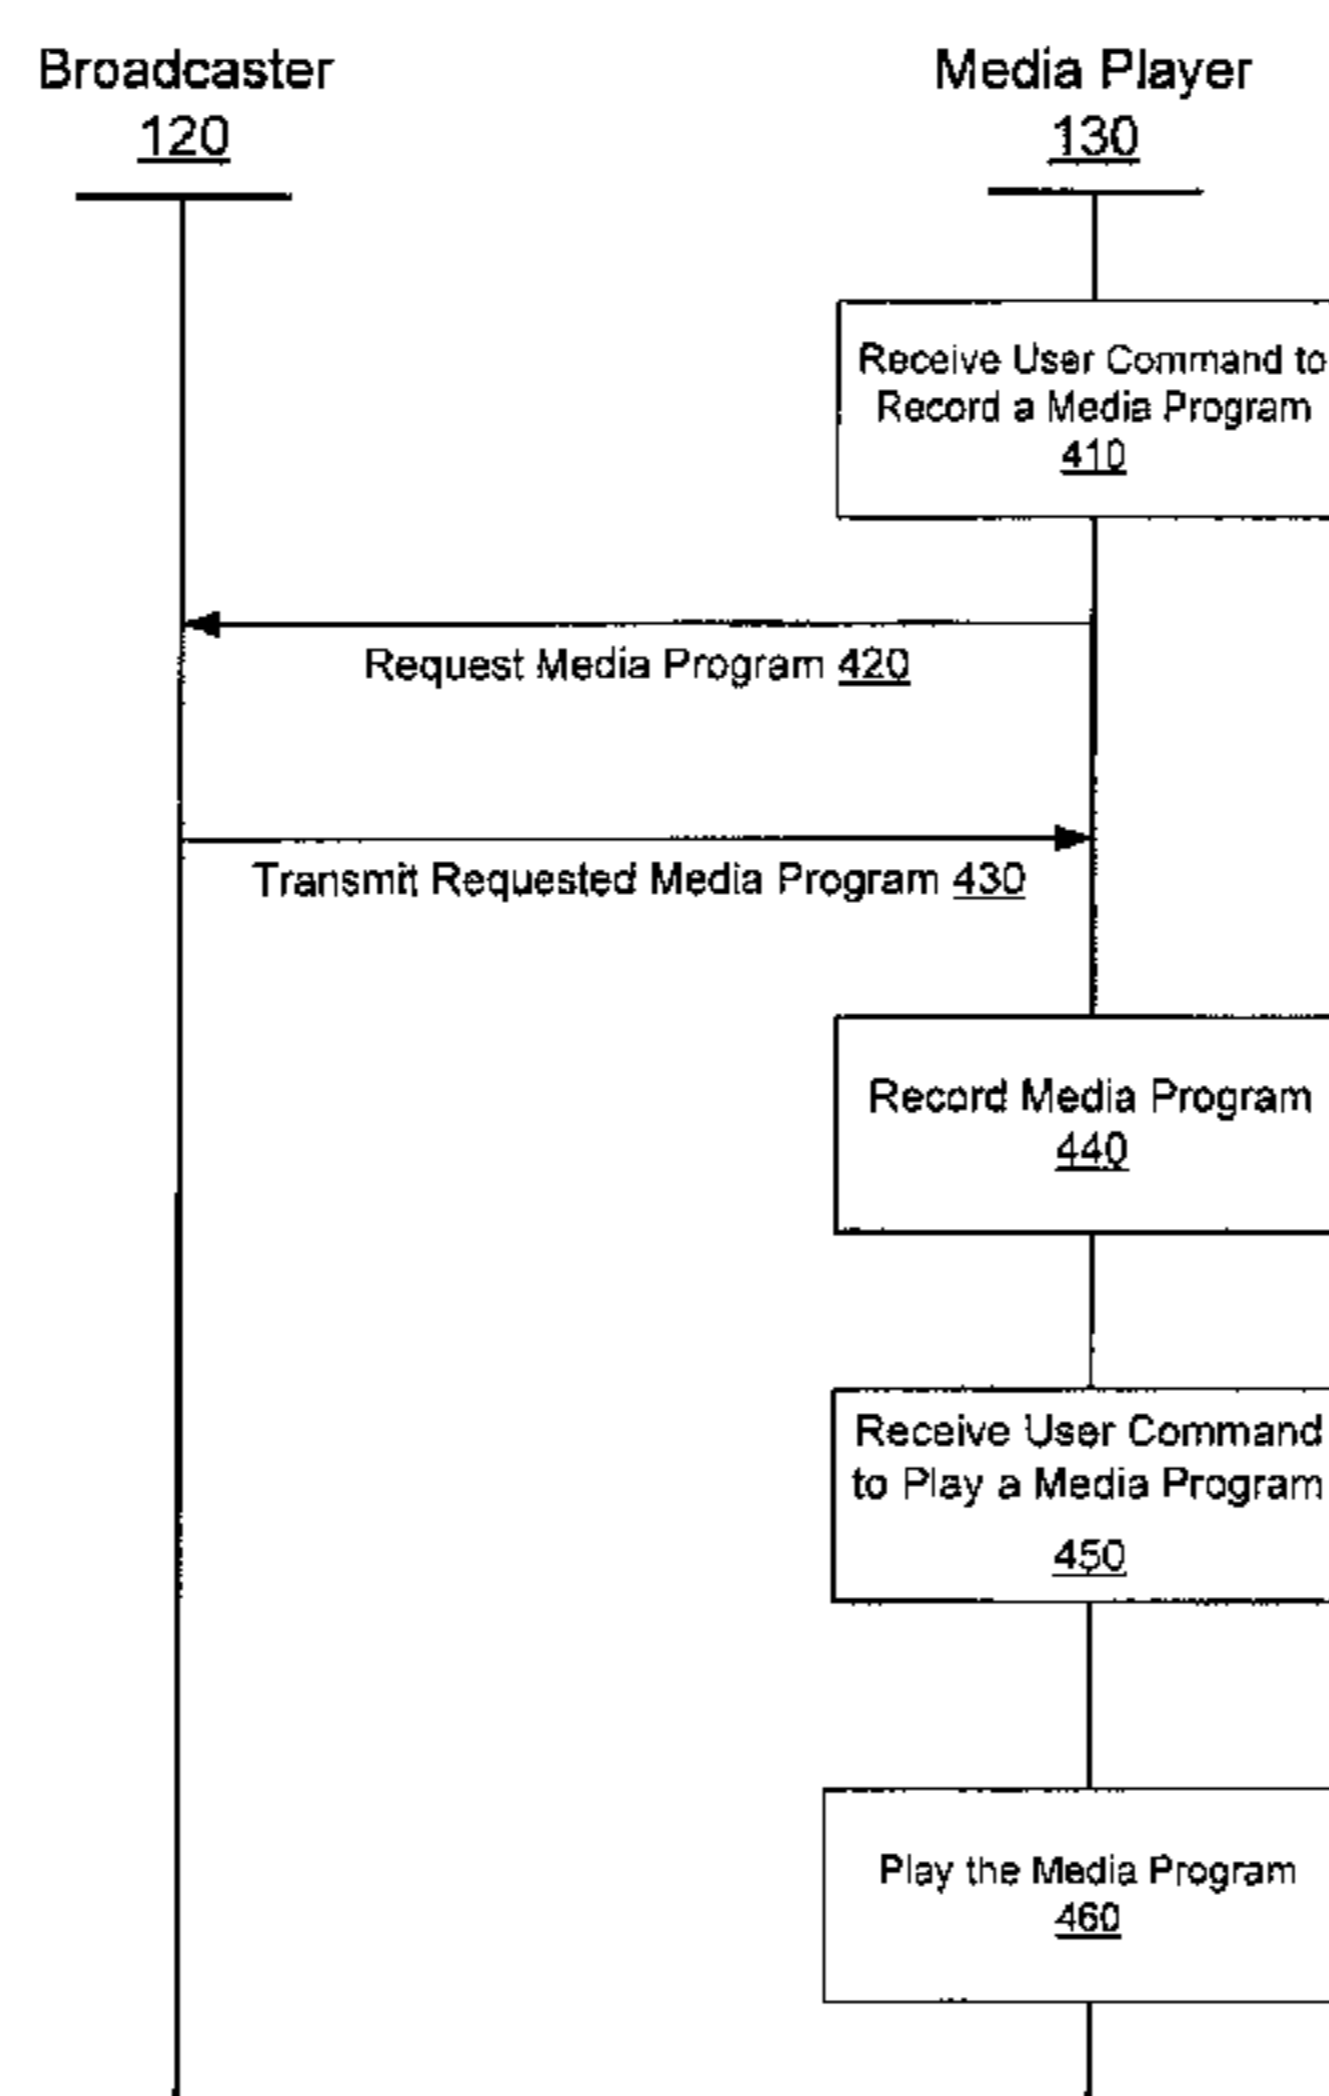 Broadcaster
120
Media Player
130
Receive User Command to
Record a Media Program
410
Request Media Program 420
Transmit Requested Media Program 430
Record Media Program
440
Receive User Command
to Play a Media Program
450
Play the Media Program
460